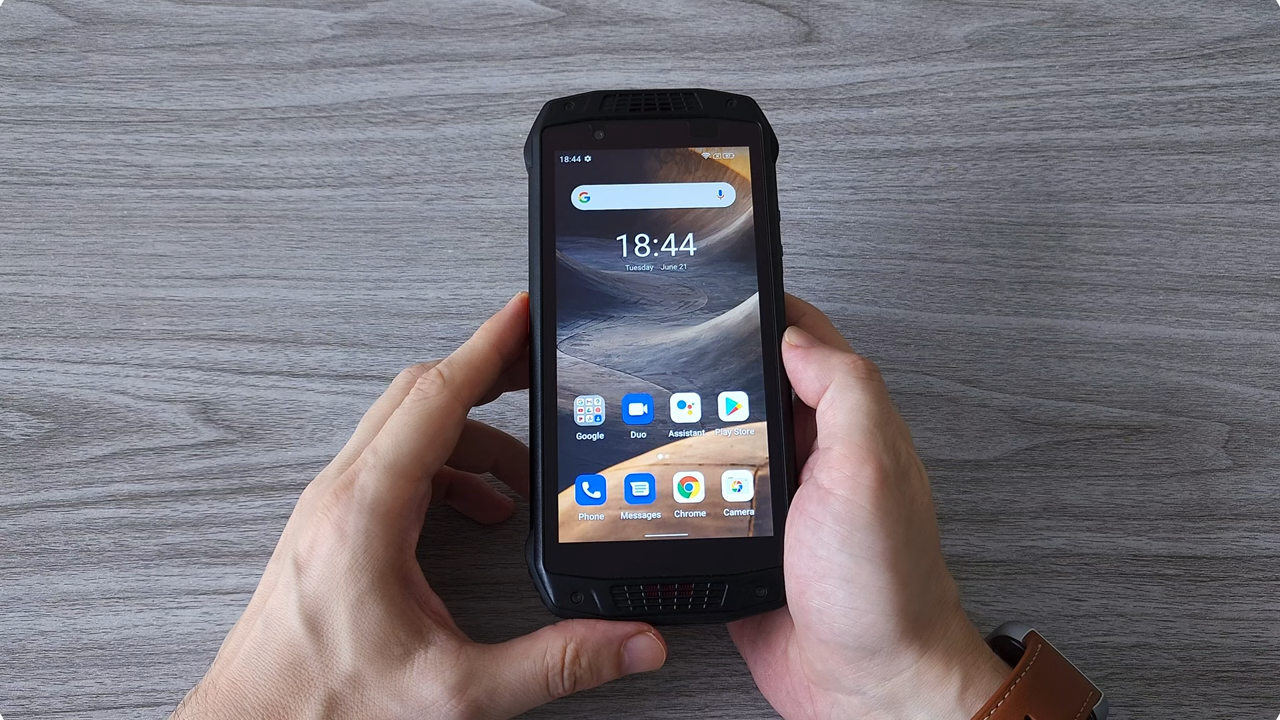 18:44
G
18:44
Tuesday June 21
Google Duo Assistant Play Store
Phone Messages Chrome Camera